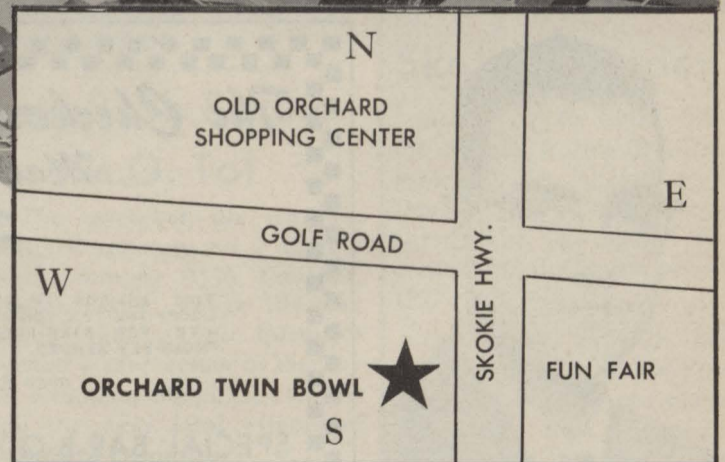 N
OLD ORCHARD
SHOPPING CENTER
E
GOLF ROAD
W
SKOKIE HWY.
FUN FAIR
ORCHARD TWIN BOWL
S